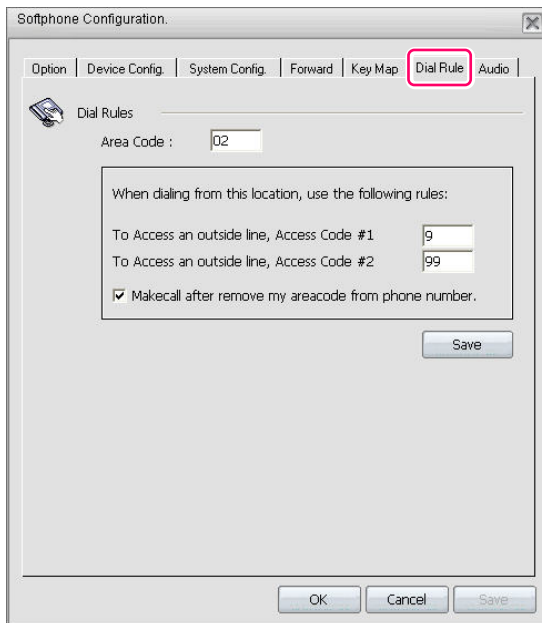 Softphone Configuration.
Option Device Config. System Config. Forward Key Map Dial Rule Audio
Dial Rules
Area Code : 02
When dialing from this location, use the following rules:
To Access an outside line, Access Code #1 9
To Access an outside line, Access Code #2 99
Makecall after remove my areacode from phone number.
Save
OK Cancel Save